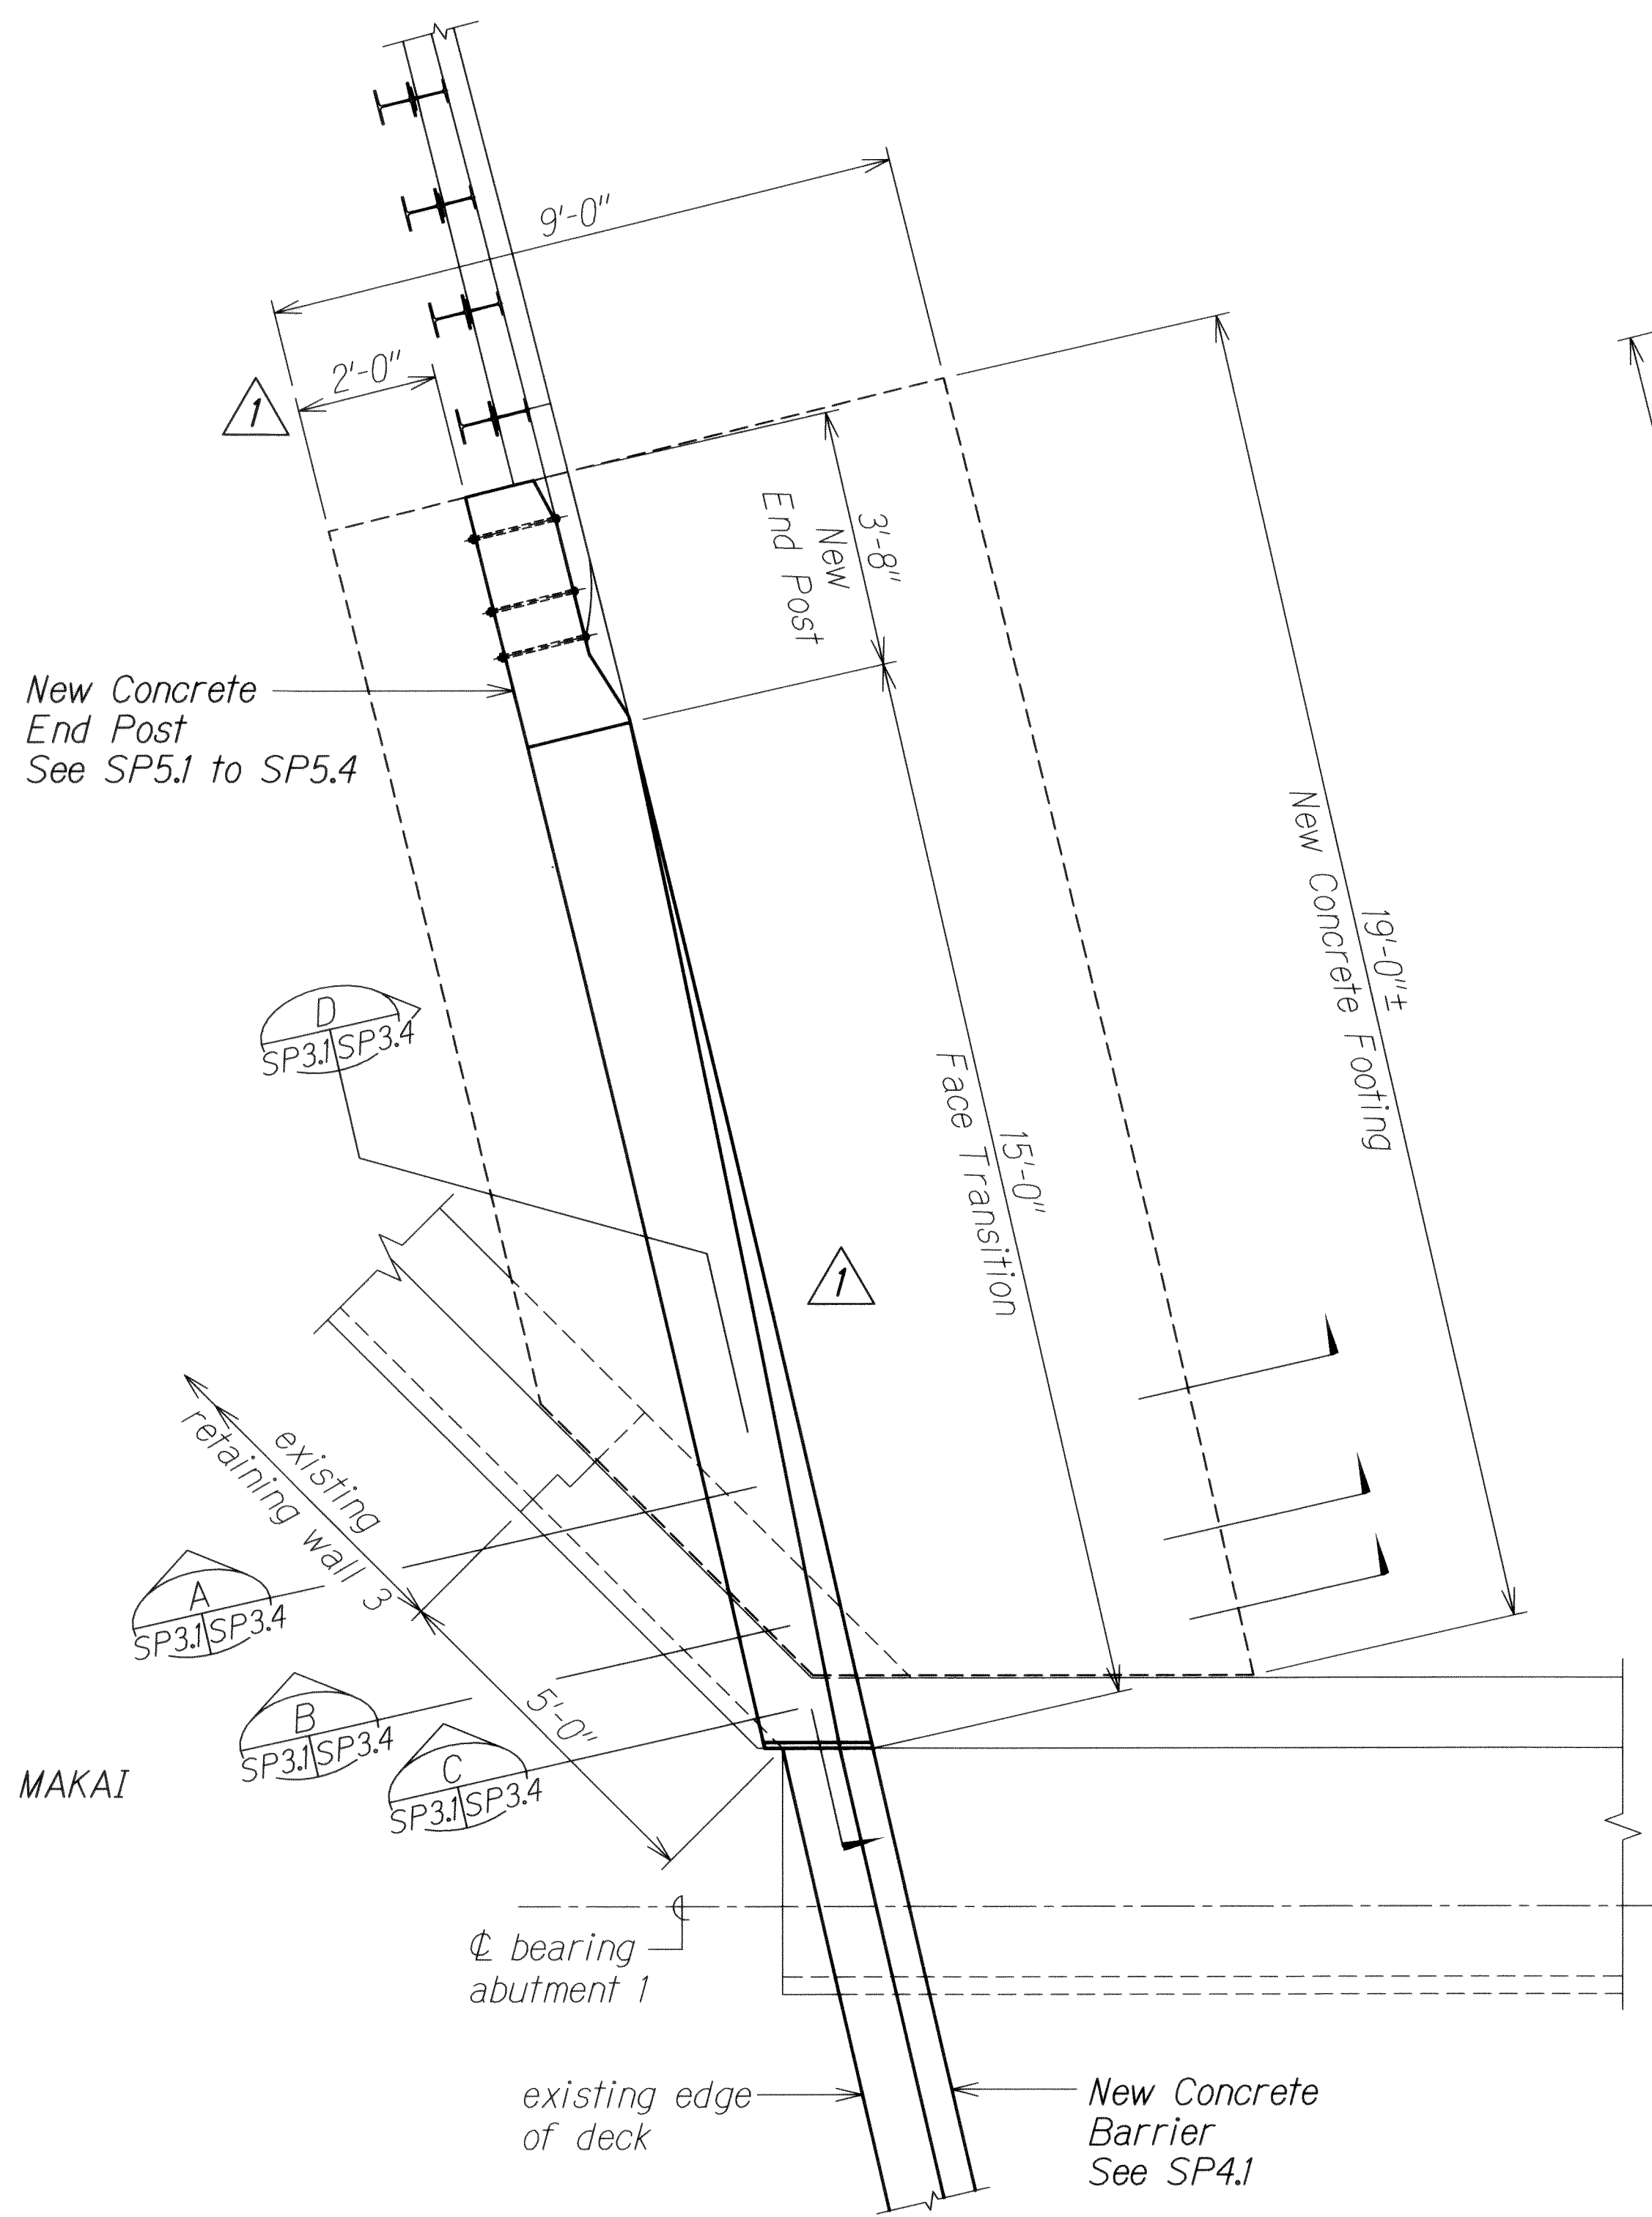 9'-0"
2'-0"
1
3'-8"
New
End Post
New Concrete
End Post
See SP5.1 to SP5.4
19'-0"±
New Concrete Footing
D
SP3.1 SP3.4
15'-0"
Face Transition
1
existing
retaining wall 3
A
SP3.1 SP3.4
B
SP3.1 SP3.4
5'-0"
C
SP3.1 SP3.4
MAKAI
℄ bearing
abutment 1
existing edge
of deck
New Concrete
Barrier
See SP4.1